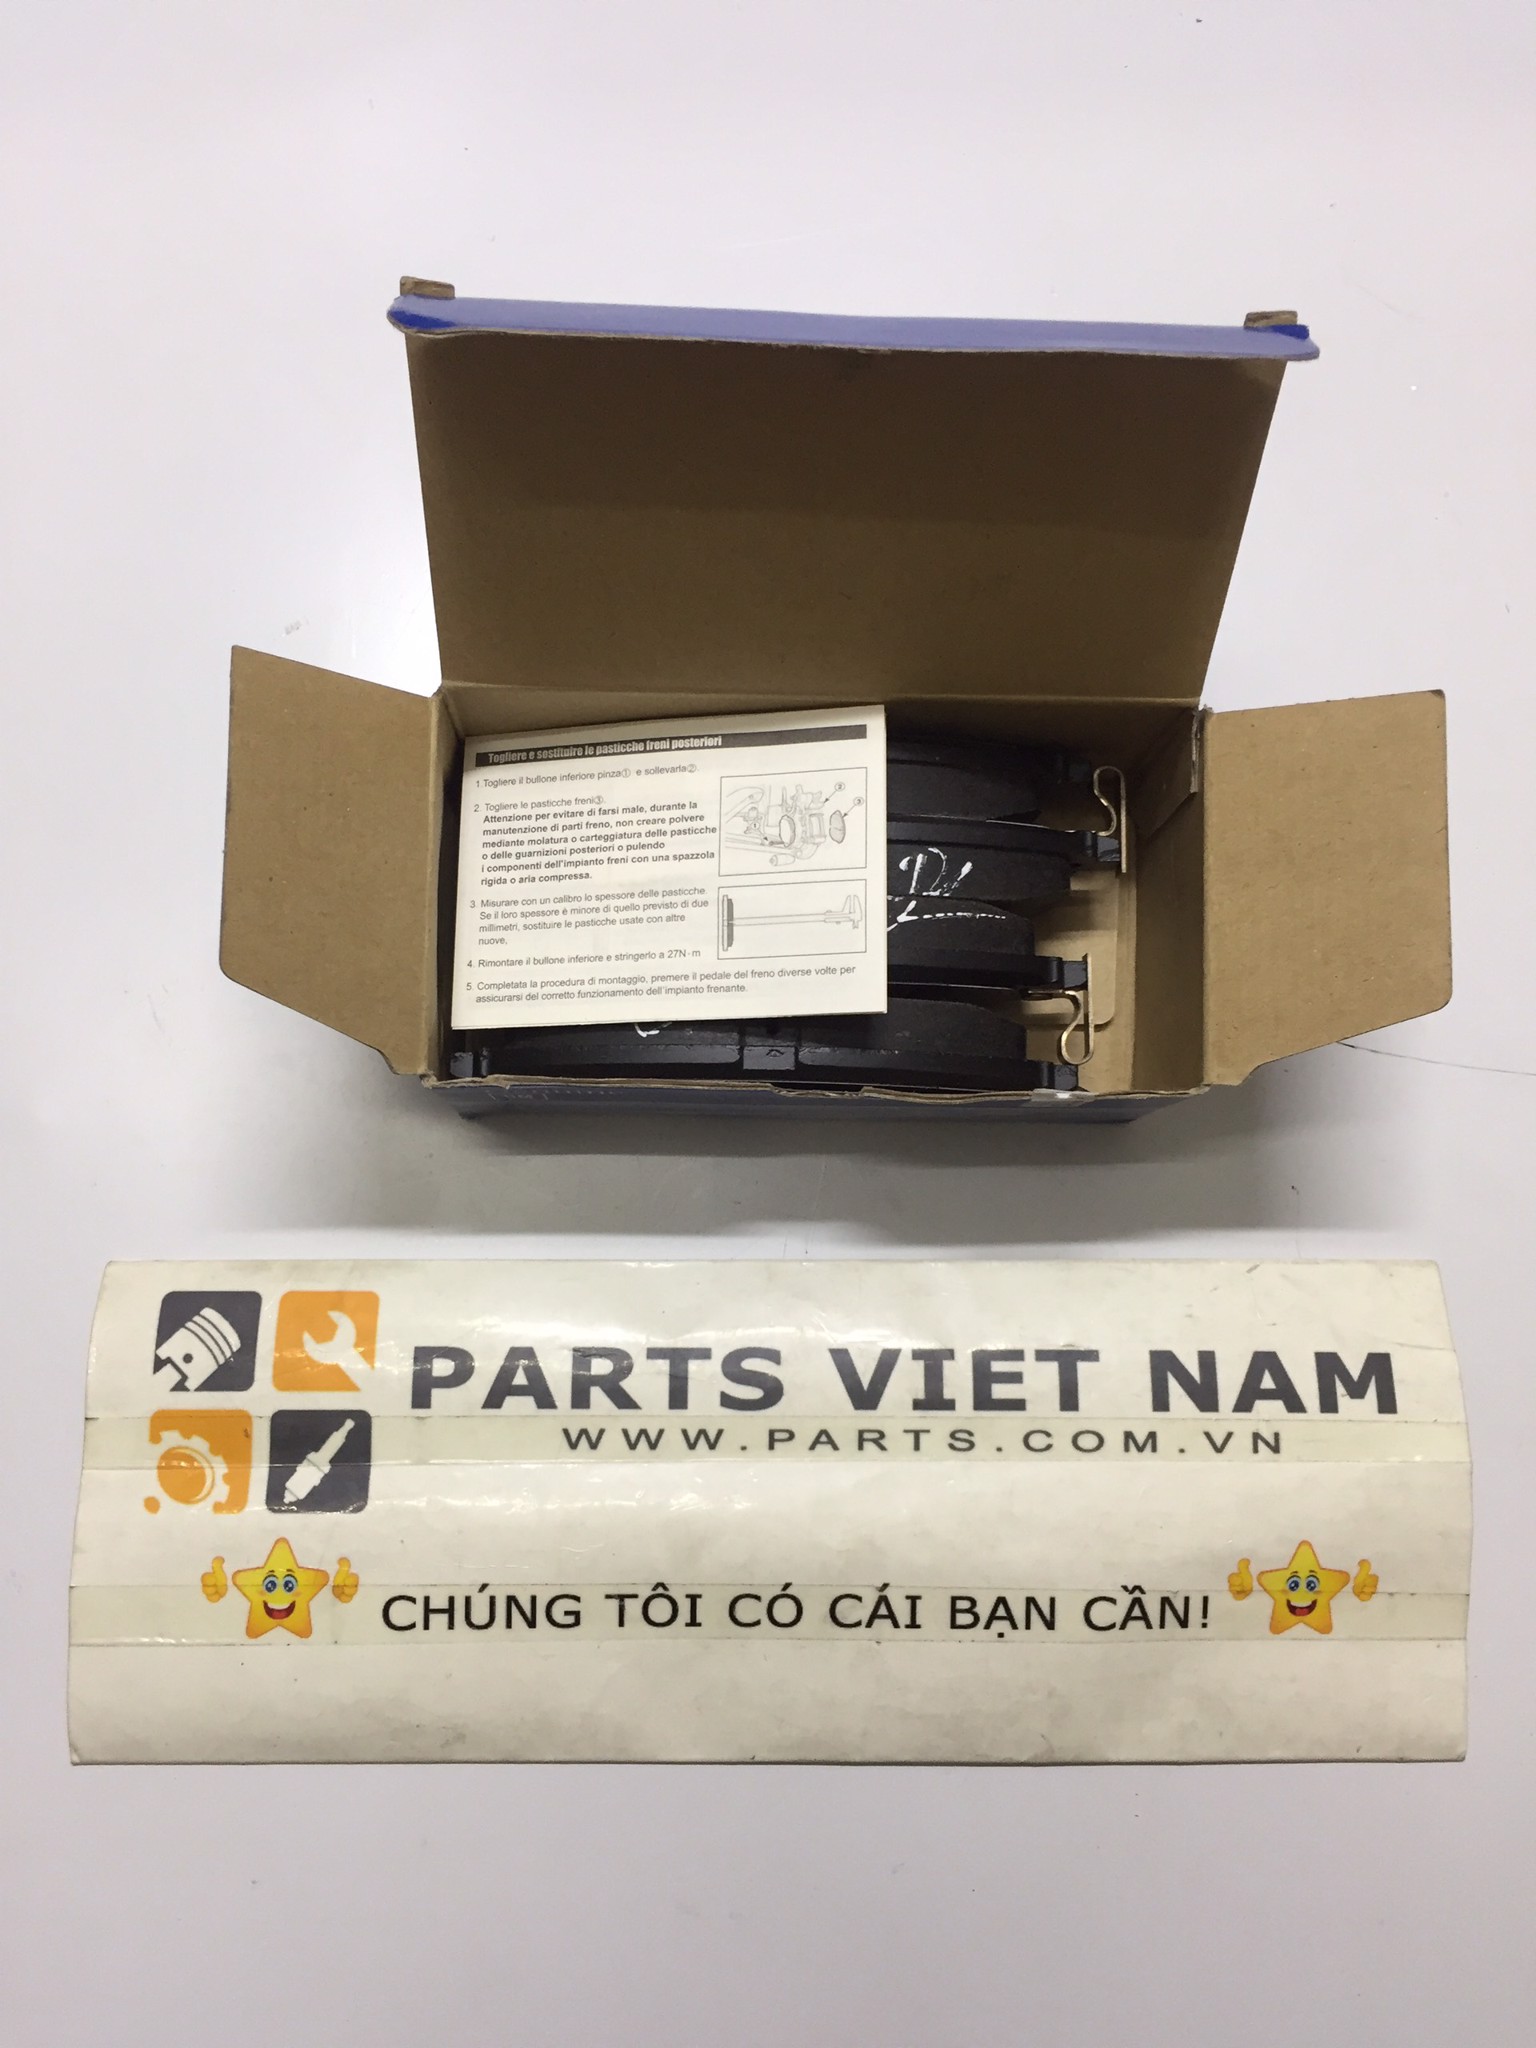 Togliere e sostituire le pasticche freni posteriori
1. Togliere il bullone inferiore pinza① e sollevarla②.
2. Togliere le pasticche freni③.
Attenzione per evitare di farsi male, durante la
manutenzione di parti freno, non creare polvere
mediante molatura o carteggiatura delle pasticche
o delle guarnizioni posteriori o pulendo
i componenti dell'impianto freni con una spazzola
rigida o aria compressa.
3. Misurare con un calibro lo spessore delle pasticche.
Se il loro spessore è minore di quello previsto di due
millimetri, sostituire le pasticche usate con altre
nuove.
4. Rimontare il bullone inferiore e stringerlo a 27N·m
5. Completata la procedura di montaggio, premere il pedale del freno diverse volte per
assicurarsi del corretto funzionamento dell'impianto frenante.
PARTS VIET NAM
WWW.PARTS.COM.VN
CHÚNG TÔI CÓ CÁI BẠN CẦN!